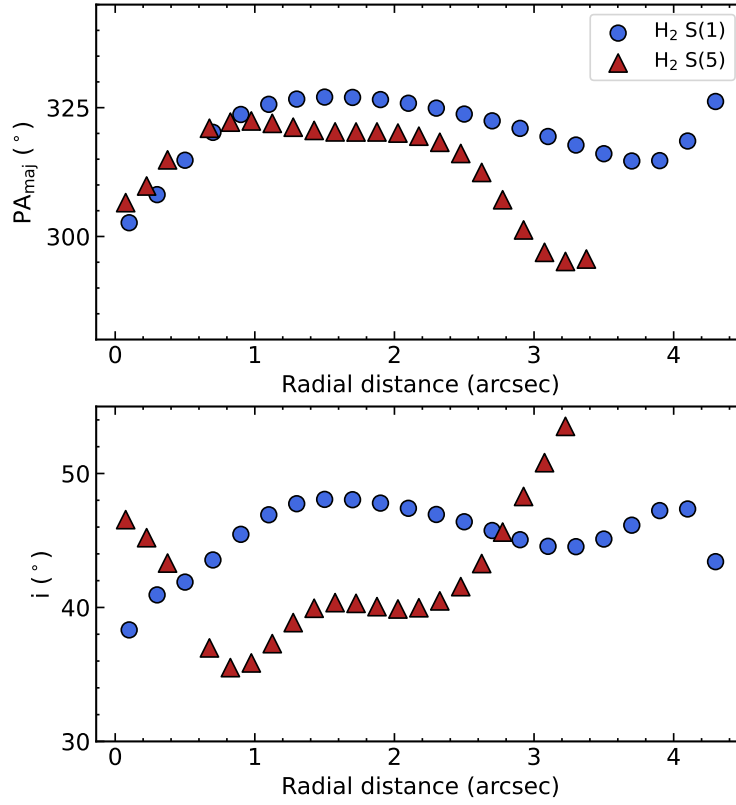 H₂ S(1)
H₂ S(5)
325
300
PA_maj (°)
0 1 2 3 4
Radial distance (arcsec)
50
40
30
i (°)
0 1 2 3 4
Radial distance (arcsec)